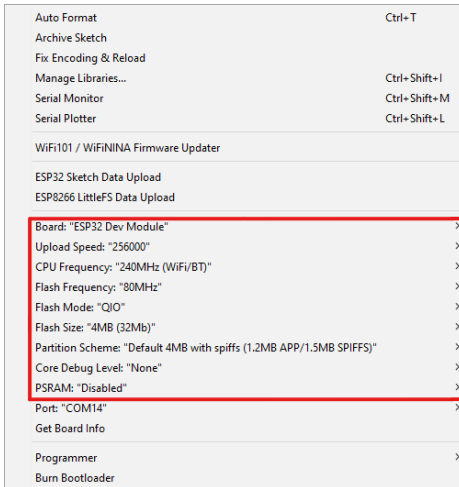 Auto Format Ctrl+T
Archive Sketch
Fix Encoding & Reload
Manage Libraries... Ctrl+Shift+I
Serial Monitor Ctrl+Shift+M
Serial Plotter Ctrl+Shift+L
WiFi101 / WiFiNINA Firmware Updater
ESP32 Sketch Data Upload
ESP8266 LittleFS Data Upload
Board: "ESP32 Dev Module"
Upload Speed: "256000"
CPU Frequency: "240MHz (WiFi/BT)"
Flash Frequency: "80MHz"
Flash Mode: "QIO"
Flash Size: "4MB (32Mb)"
Partition Scheme: "Default 4MB with spiffs (1.2MB APP/1.5MB SPIFFS)"
Core Debug Level: "None"
PSRAM: "Disabled"
Port: "COM14"
Get Board Info
Programmer
Burn Bootloader